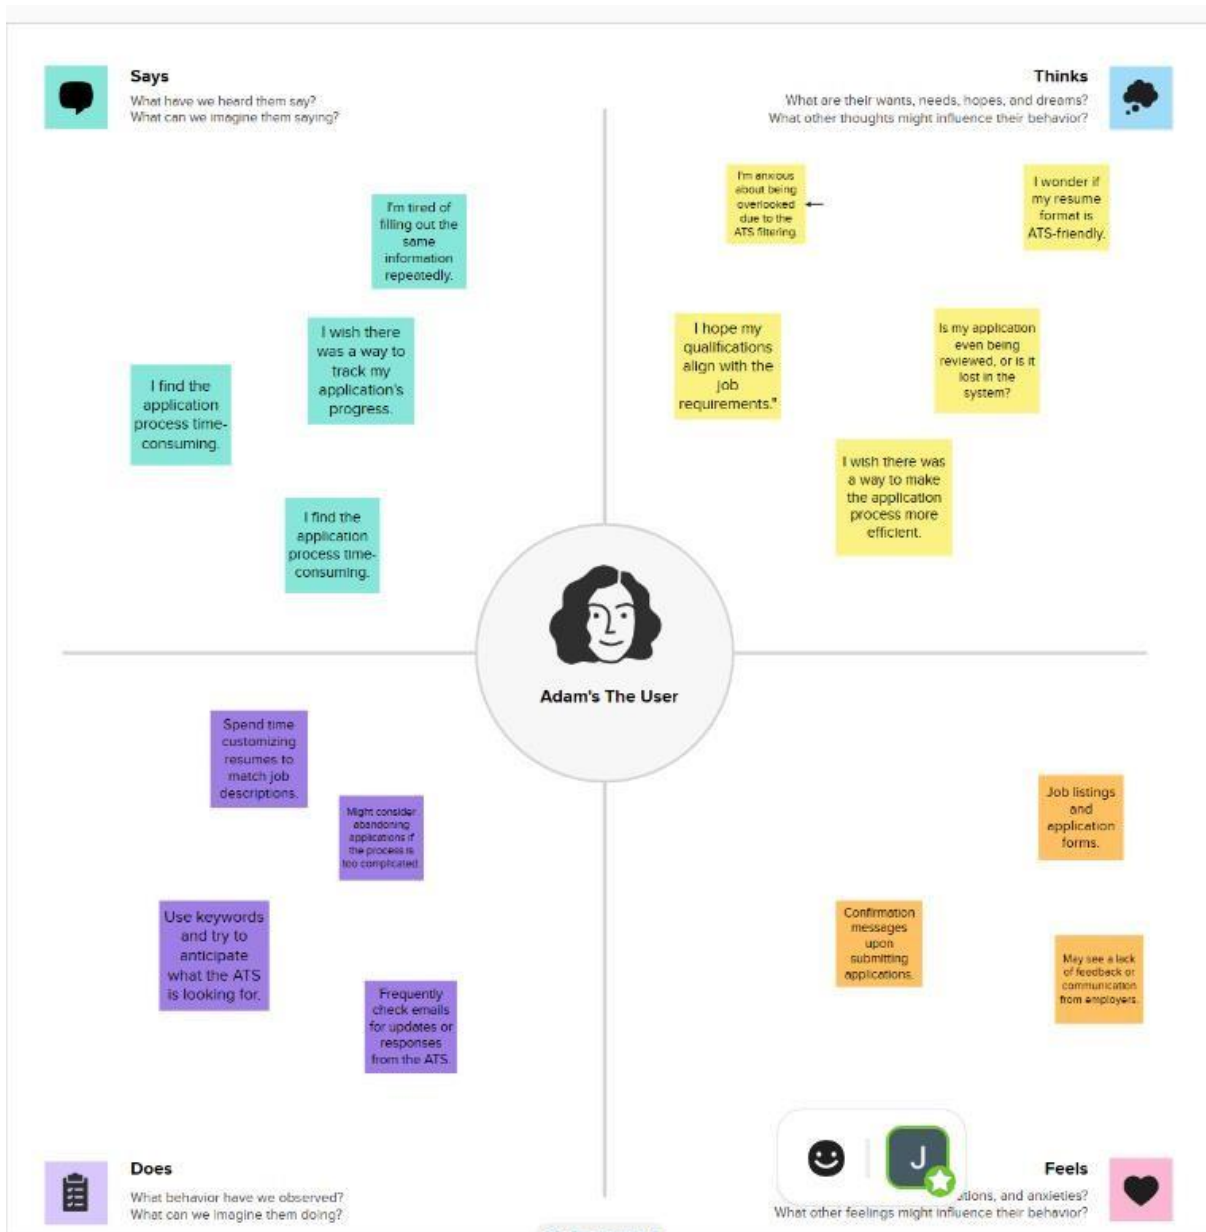 Says
What have we heard them say?
What can we imagine them saying?
Thinks
What are their wants, needs, hopes, and dreams?
What other thoughts might influence their behavior?
I'm tired of
filling out the
same
information
repeatedly.
I wish there
was a way to
track my
application's
progress.
I find the
application
process time-
consuming.
I find the
application
process time-
consuming.
I'm anxious
about being
overlooked
due to the
ATS filtering.
I wonder if
my resume
format is
ATS-friendly.
I hope my
qualifications
align with the
job
requirements."
Is my application
even being
reviewed, or is it
lost in the
system?
I wish there was
a way to make
the application
process more
efficient.
Adam's The User
Spend time
customizing
resumes to
match job
descriptions.
Might consider
abandoning
applications if
the process is
too complicated.
Use keywords
and try to
anticipate
what the ATS
is looking for.
Frequently
check emails
for updates or
responses
from the ATS.
Job listings
and
application
forms.
Confirmation
messages
upon
submitting
applications.
May see a lack
of feedback or
communication
from employers.
J
Does
What behavior have we observed?
What can we imagine them doing?
Feels
and anxieties?
What other feelings might influence their behavior?